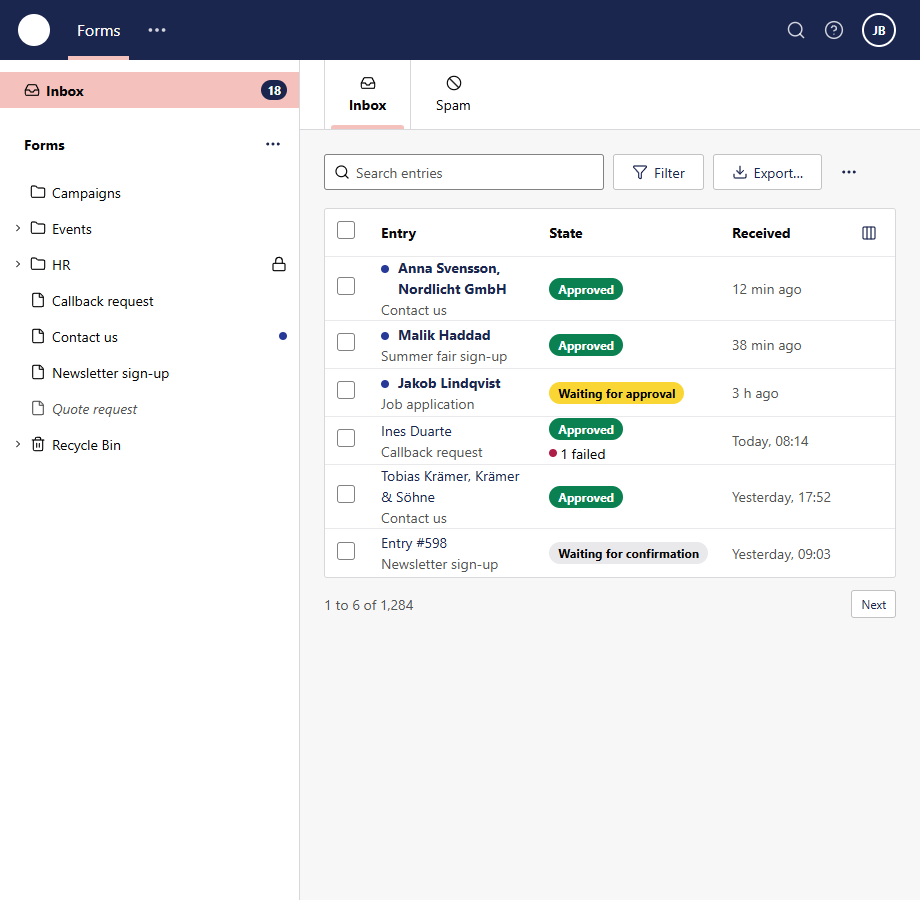 Forms
JB
Inbox
18
Forms
Campaigns
Events
HR
Callback request
Contact us
Newsletter sign-up
Quote request
Recycle Bin
Inbox
Spam
Search entries
Filter
Export...
Entry State Received
Anna Svensson,
Nordlicht GmbH
Contact us
Approved
12 min ago
Malik Haddad
Summer fair sign-up
Approved
38 min ago
Jakob Lindqvist
Job application
Waiting for approval
3 h ago
Ines Duarte
Callback request
Approved
1 failed
Today, 08:14
Tobias Krämer, Krämer
& Söhne
Contact us
Approved
Yesterday, 17:52
Entry #598
Newsletter sign-up
Waiting for confirmation
Yesterday, 09:03
1 to 6 of 1,284
Next